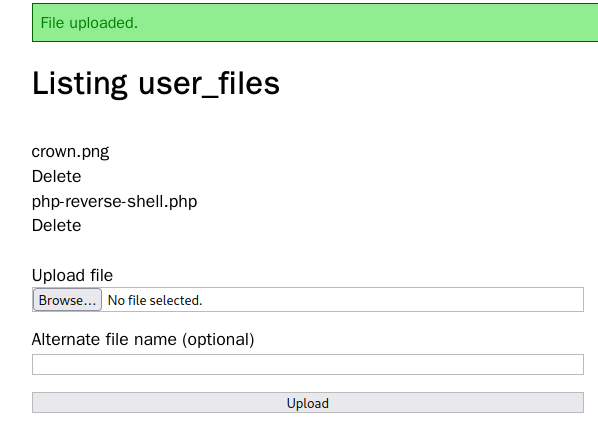 File uploaded.
Listing user_files
crown.png
Delete
php-reverse-shell.php
Delete
Upload file
Browse... No file selected.
Alternate file name (optional)
Upload